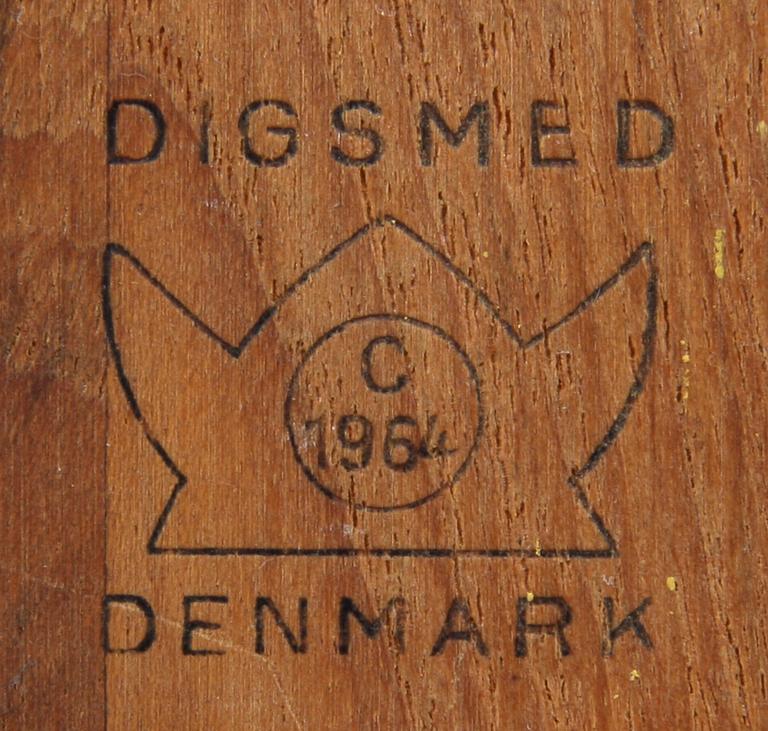 DIGSMED
C
1964
DENMARK